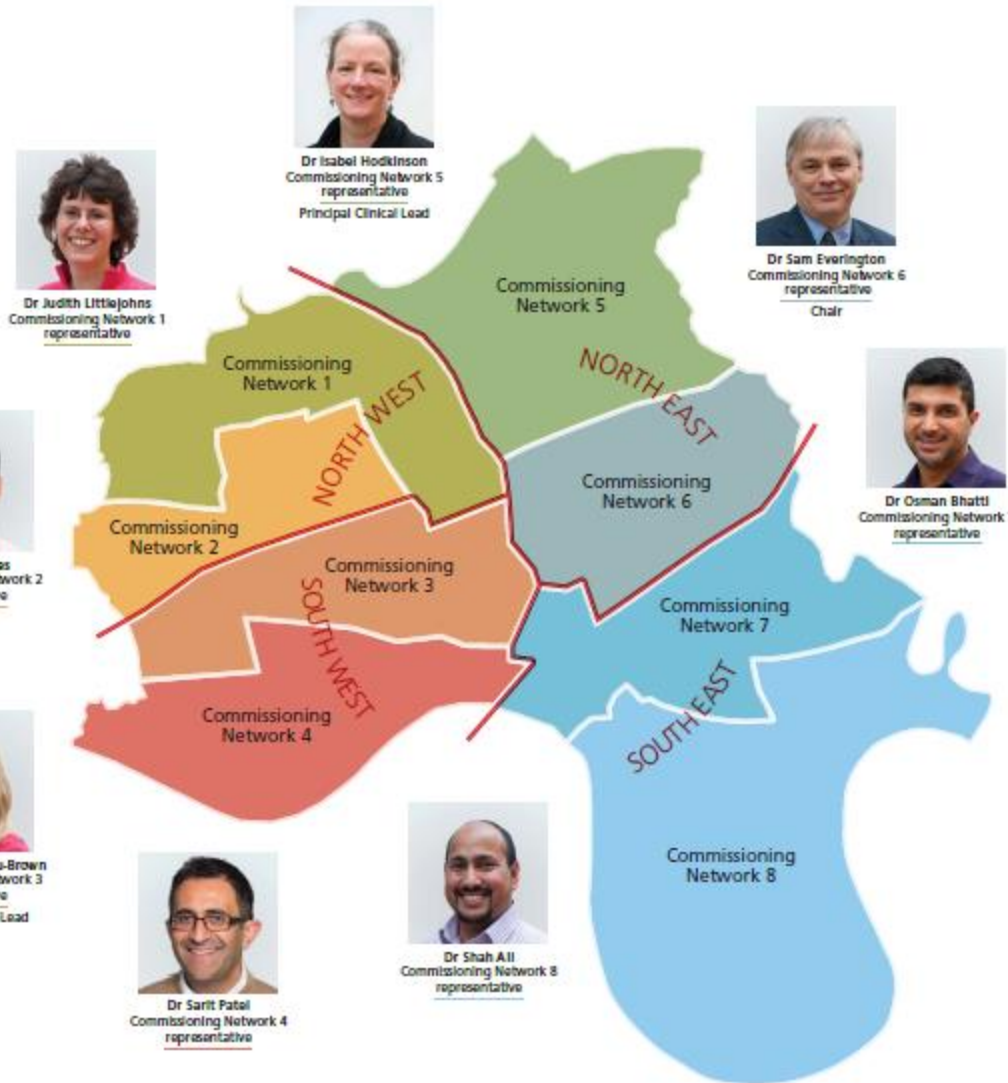 Dr Isabel Hodkinson
Commissioning Network 5
representative
Principal Clinical Lead
Dr Judith Littlejohns
Commissioning Network 1
representative
Dr Sam Everington
Commissioning Network 6
representative
Chair
Commissioning
Network 5
NORTH EAST
Commissioning
Network 1
NORTH WEST
Dr Osman Bhatti
Commissioning Network
representative
Commissioning
Network 6
Commissioning
Network 2
Commissioning
Network 3
Commissioning
Network 7
SOUTH WEST
SOUTH EAST
Commissioning
Network 4
-Brown
Lead
Commissioning
Network 8
Dr Sarit Patel
Commissioning Network 4
representative
Dr Shah Ali
Commissioning Network 8
representative